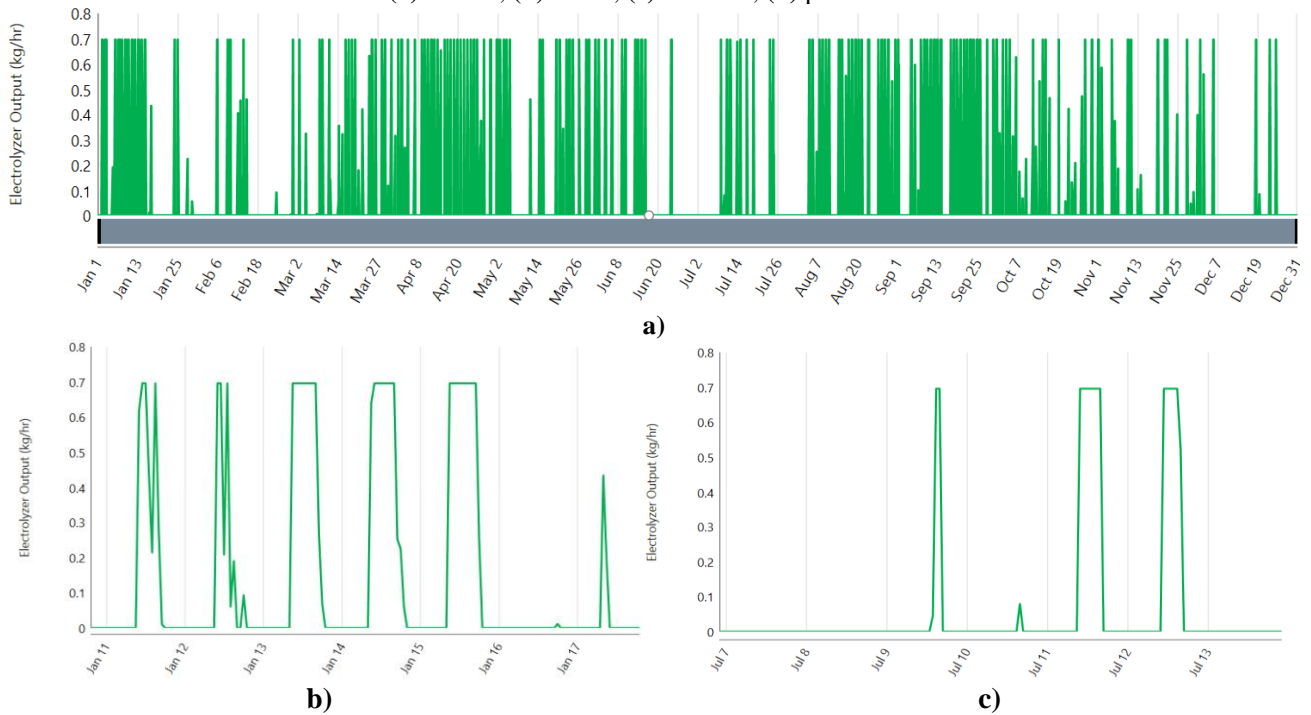 0.8
0.7
0.6
0.5
0.4
0.3
0.2
0.1
0
Electrolyzer Output (kg/hr)
Jan 1
Jan 13
Jan 25
Feb 6
Feb 18
Mar 2
Mar 14
Mar 27
Apr 8
Apr 20
May 2
May 14
May 26
Jun 8
Jun 20
Jul 2
Jul 14
Jul 26
Aug 7
Aug 20
Sep 1
Sep 13
Sep 25
Oct 7
Oct 19
Nov 1
Nov 13
Nov 25
Dec 7
Dec 19
Dec 31
a)
0.8
0.7
0.6
0.5
0.4
0.3
0.2
0.1
0
Electrolyzer Output (kg/hr)
Jan 11
Jan 12
Jan 13
Jan 14
Jan 15
Jan 16
Jan 17
b)
0.8
0.7
0.6
0.5
0.4
0.3
0.2
0.1
0
Electrolyzer Output (kg/hr)
Jul 7
Jul 8
Jul 9
Jul 10
Jul 11
Jul 12
Jul 13
c)